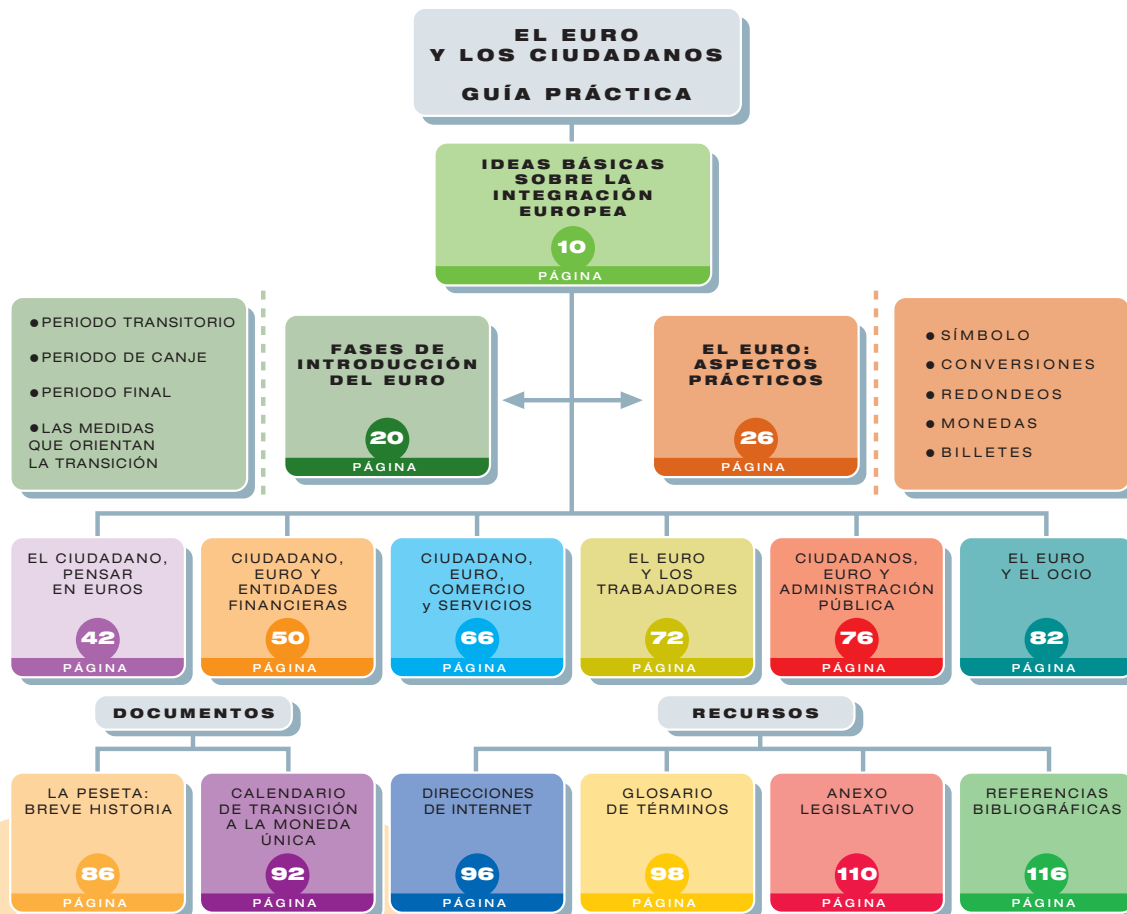 EL EURO
Y LOS CIUDADANOS
GUÍA PRÁCTICA
IDEAS BÁSICAS
SOBRE LA
INTEGRACIÓN
EUROPEA
10
PÁGINA
● PERIODO TRANSITORIO
● PERIODO DE CANJE
● PERIODO FINAL
● LAS MEDIDAS
QUE ORIENTAN
LA TRANSICIÓN
FASES DE
INTRODUCCIÓN
DEL EURO
20
PÁGINA
EL EURO:
ASPECTOS
PRÁCTICOS
26
PÁGINA
● SÍMBOLO
● CONVERSIONES
● REDONDEOS
● MONEDAS
● BILLETES
EL CIUDADANO,
PENSAR
EN EUROS
42
PÁGINA
CIUDADANO,
EURO Y
ENTIDADES
FINANCIERAS
50
PÁGINA
CIUDADANO,
EURO,
COMERCIO
y SERVICIOS
66
PÁGINA
EL EURO
Y LOS
TRABAJADORES
72
PÁGINA
CIUDADANOS,
EURO Y
ADMINISTRACIÓN
PÚBLICA
76
PÁGINA
EL EURO
Y EL OCIO
82
PÁGINA
DOCUMENTOS
LA PESETA:
BREVE HISTORIA
86
PÁGINA
CALENDARIO
DE TRANSICIÓN
A LA MONEDA
ÚNICA
92
PÁGINA
RECURSOS
DIRECCIONES
DE INTERNET
96
PÁGINA
GLOSARIO
DE TÉRMINOS
98
PÁGINA
ANEXO
LEGISLATIVO
110
PÁGINA
REFERENCIAS
BIBLIOGRÁFICAS
116
PÁGINA